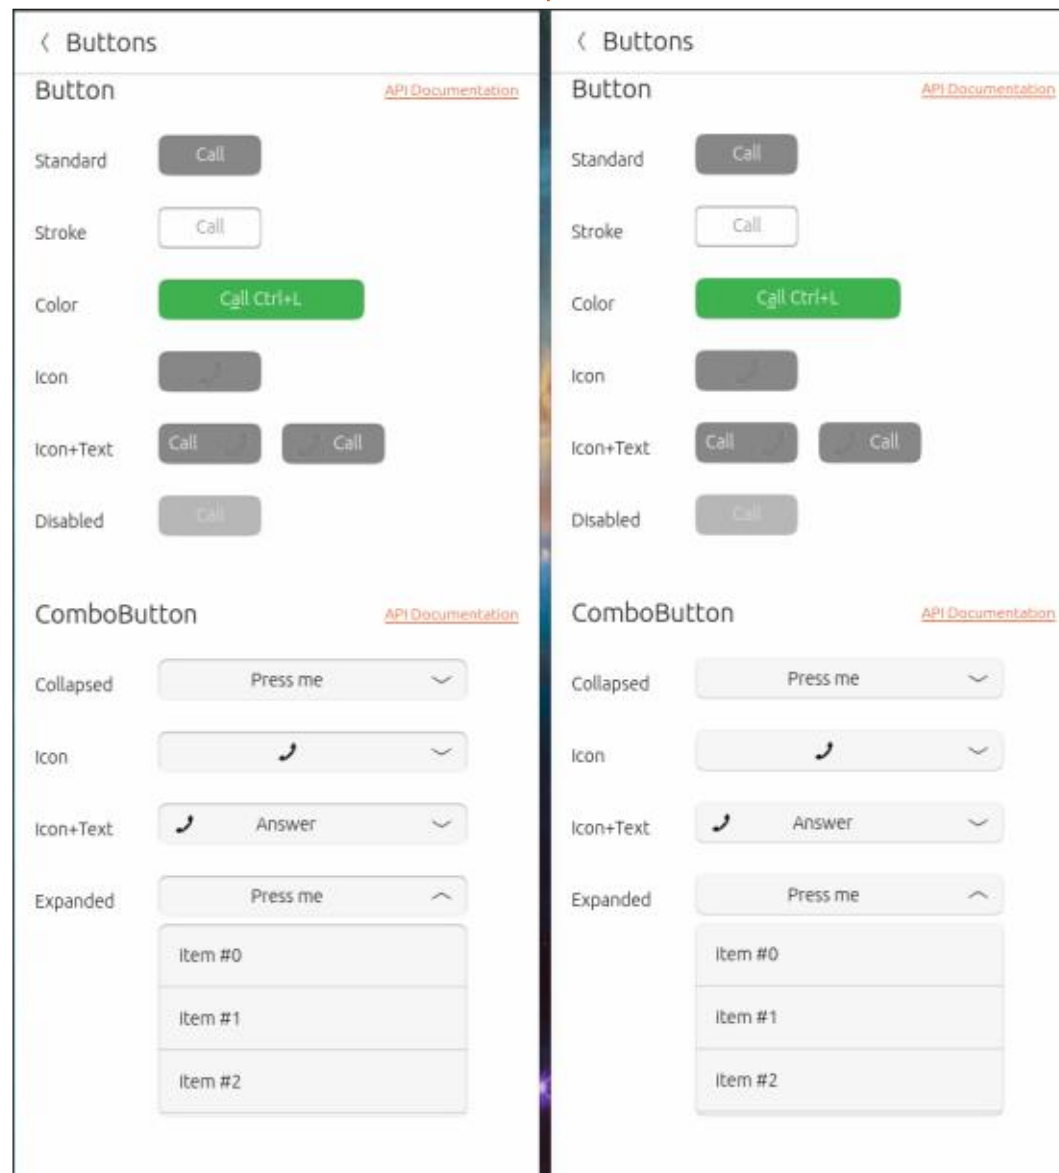 Buttons
Button API Documentation
Standard Call
Stroke Call
Color Call Ctrl+L
Icon
Icon+Text Call Call
Disabled Call
ComboButton API Documentation
Collapsed Press me
Icon
Icon+Text Answer
Expanded Press me
Item #0
Item #1
Item #2
Buttons
Button API Documentation
Standard Call
Stroke Call
Color Call Ctrl+L
Icon
Icon+Text Call Call
Disabled Call
ComboButton API Documentation
Collapsed Press me
Icon
Icon+Text Answer
Expanded Press me
Item #0
Item #1
Item #2